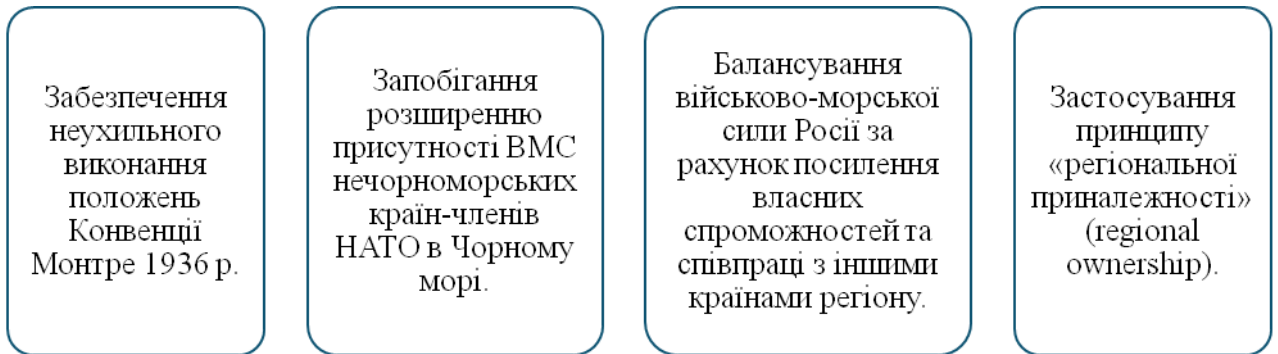 Забезпечення
неухильного
виконання
положень
Конвенції
Монтре 1936 р.
Запобігання
розширенню
присутності ВМС
нечорноморських
країн-членів
НАТО в Чорному
морі.
Балансування
військово-морської
сили Росії за
рахунок посилення
власних
спроможностей та
співпраці з іншими
країнами регіону.
Застосування
принципу
«регіональної
приналежності»
(regional
ownership).